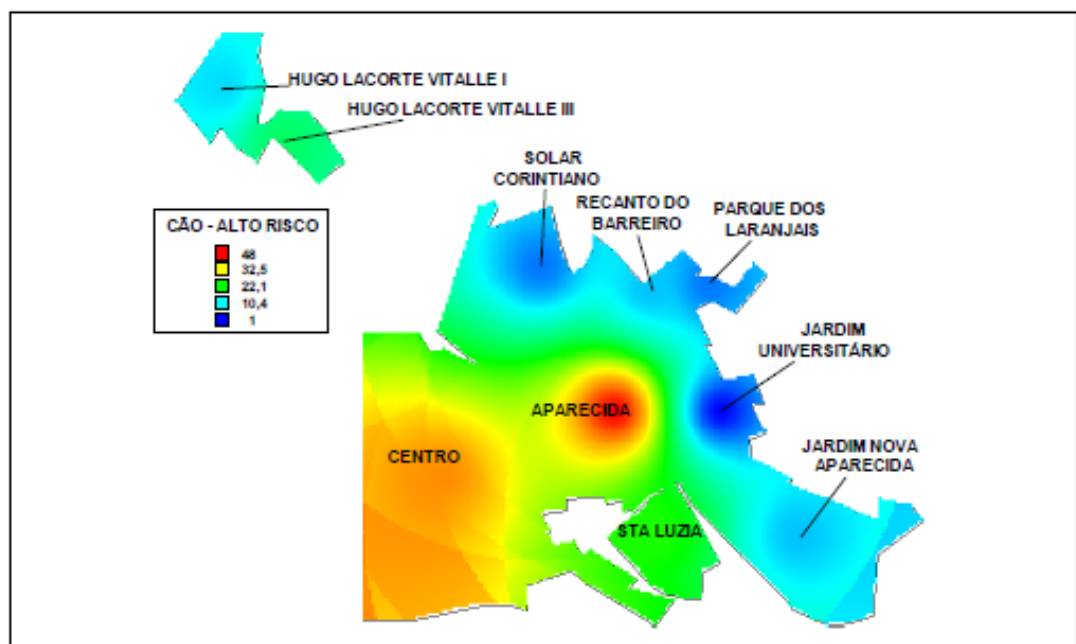 HUGO LACORTE VITALLE I
HUGO LACORTE VITALLE III
SOLAR
CORINTIANO
RECANTO DO
BARREIRO
PARQUE DOS
LARANJAIS
CÃO - ALTO RISCO
48
32,5
22,1
10,4
1
JARDIM
UNIVERSITÁRIO
APARECIDA
CENTRO
JARDIM NOVA
APARECIDA
STA LUZIA